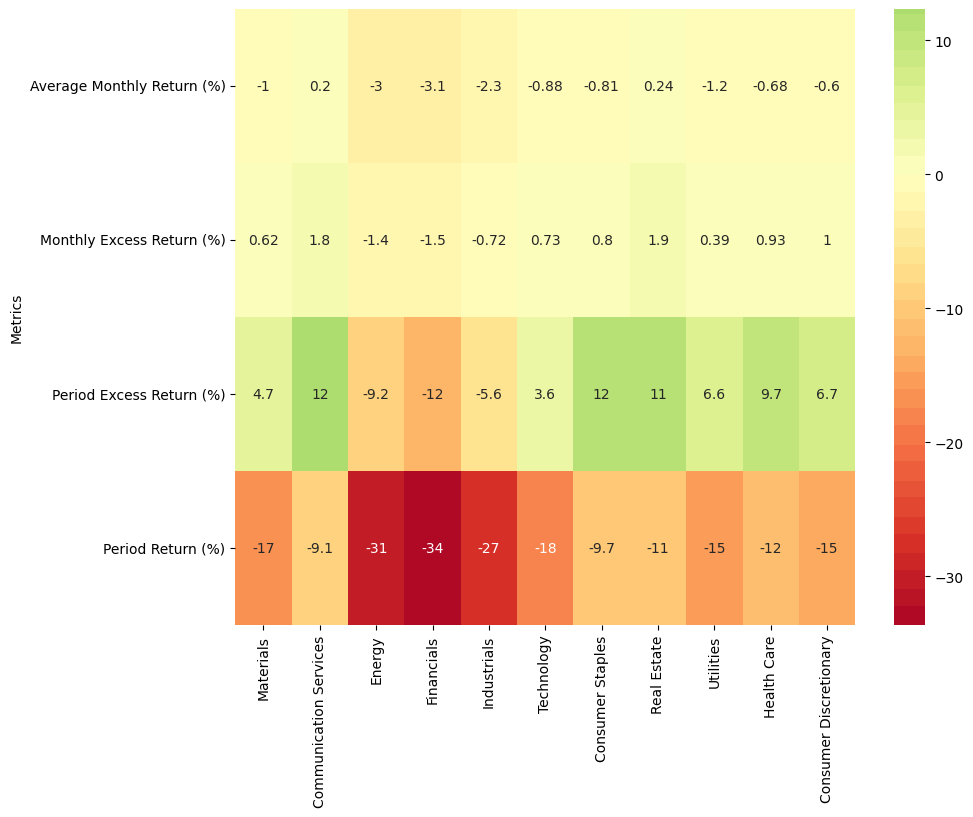 Metrics
Average Monthly Return (%) -1 0.2 -3 -3.1 -2.3 -0.88 -0.81 0.24 -1.2 -0.68 -0.6
Monthly Excess Return (%) 0.62 1.8 -1.4 -1.5 -0.72 0.73 0.8 1.9 0.39 0.93 1
Period Excess Return (%) 4.7 12 -9.2 -12 -5.6 3.6 12 11 6.6 9.7 6.7
Period Return (%) -17 -9.1 -31 -34 -27 -18 -9.7 -11 -15 -12 -15
Materials
Communication Services
Energy
Financials
Industrials
Technology
Consumer Staples
Real Estate
Utilities
Health Care
Consumer Discretionary
10
0
−10
−20
−30